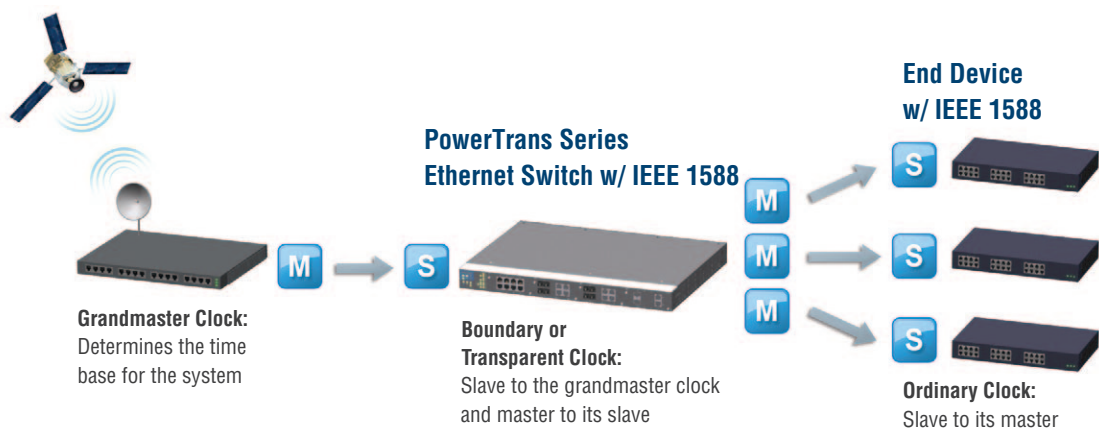 End Device
w/ IEEE 1588
PowerTrans Series
Ethernet Switch w/ IEEE 1588
S
M
M
S
M
S
M
S
Grandmaster Clock:
Determines the time
base for the system
Boundary or
Transparent Clock:
Slave to the grandmaster clock
and master to its slave
Ordinary Clock:
Slave to its master